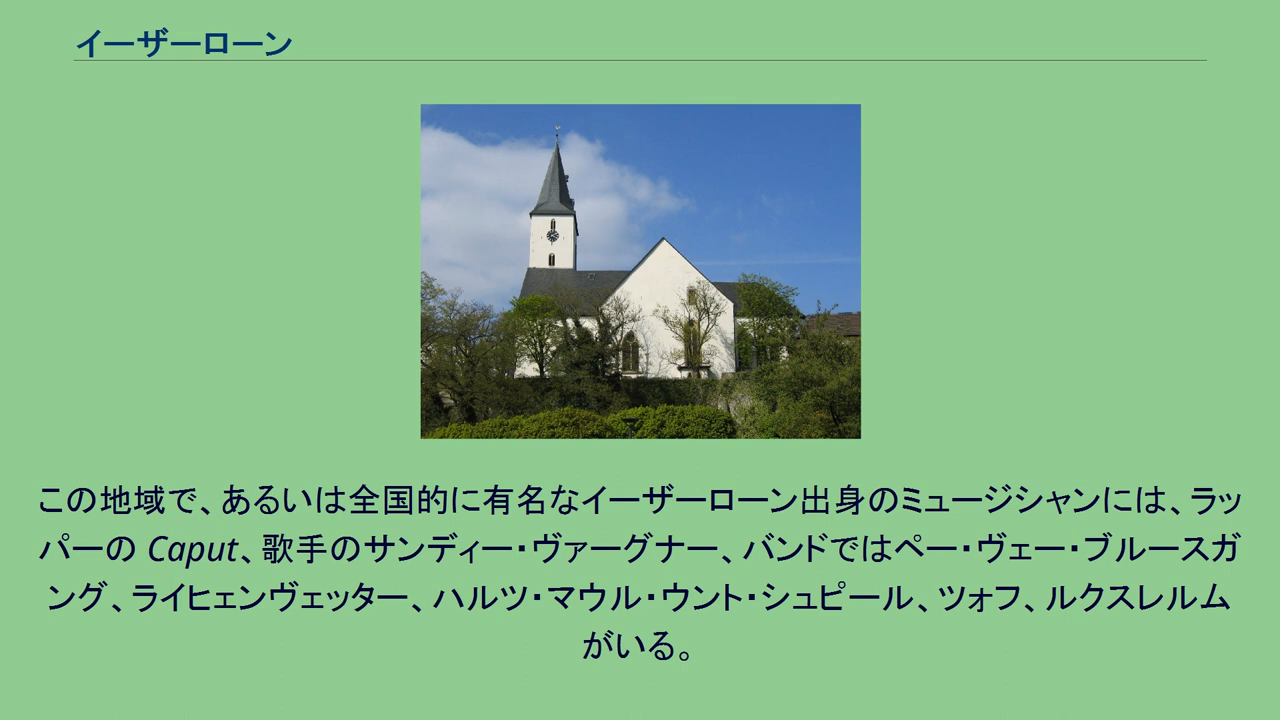 イーザーローン
この地域で、あるいは全国的に有名なイーザーローン出身のミュージシャンには、ラッ
パーの Caput、歌手のサンディー・ヴァーグナー、バンドではペー・ヴェー・ブルースガ
ング、ライヒェンヴェッター、ハルツ・マウル・ウント・シュピール、ツォフ、ルクスレルム
がいる。